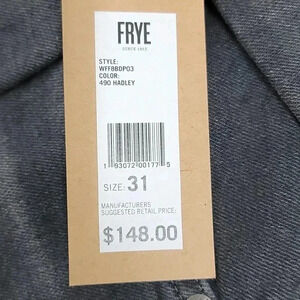 FRYE
SINCE 1863
STYLE:
WFF8BDP03
COLOR:
490 HADLEY
1 93072 00177 5
SIZE: 31
MANUFACTURERS
SUGGESTED RETAIL PRICE:
$148.00